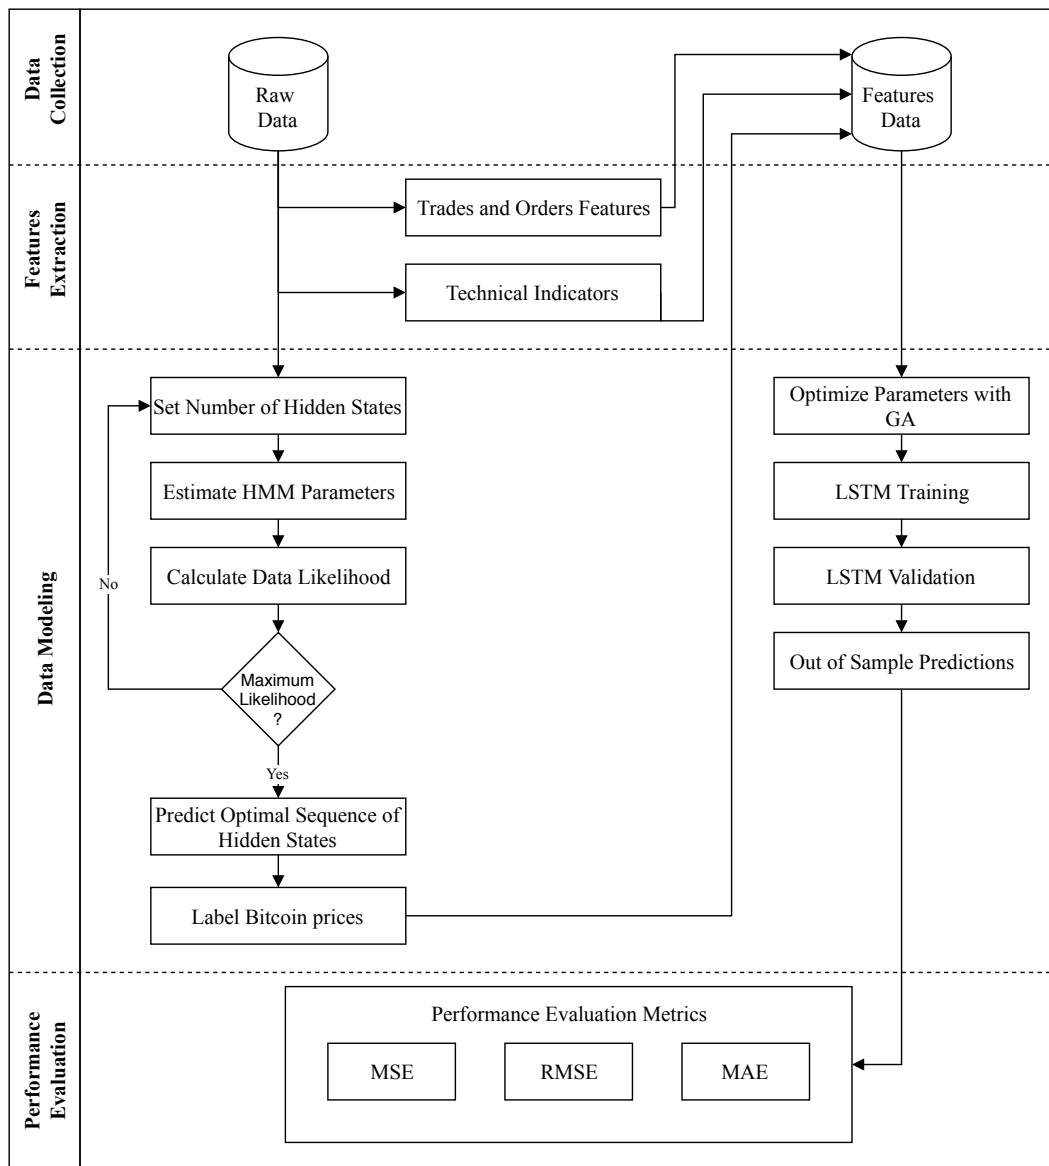 Data
Collection
Raw
Data
Features
Data
Features
Extraction
Trades and Orders Features
Technical Indicators
Data Modeling
Set Number of Hidden States
Estimate HMM Parameters
Calculate Data Likelihood
No
Maximum
Likelihood
?
Yes
Predict Optimal Sequence of
Hidden States
Label Bitcoin prices
Optimize Parameters with
GA
LSTM Training
LSTM Validation
Out of Sample Predictions
Performance
Evaluation
Performance Evaluation Metrics
MSE
RMSE
MAE